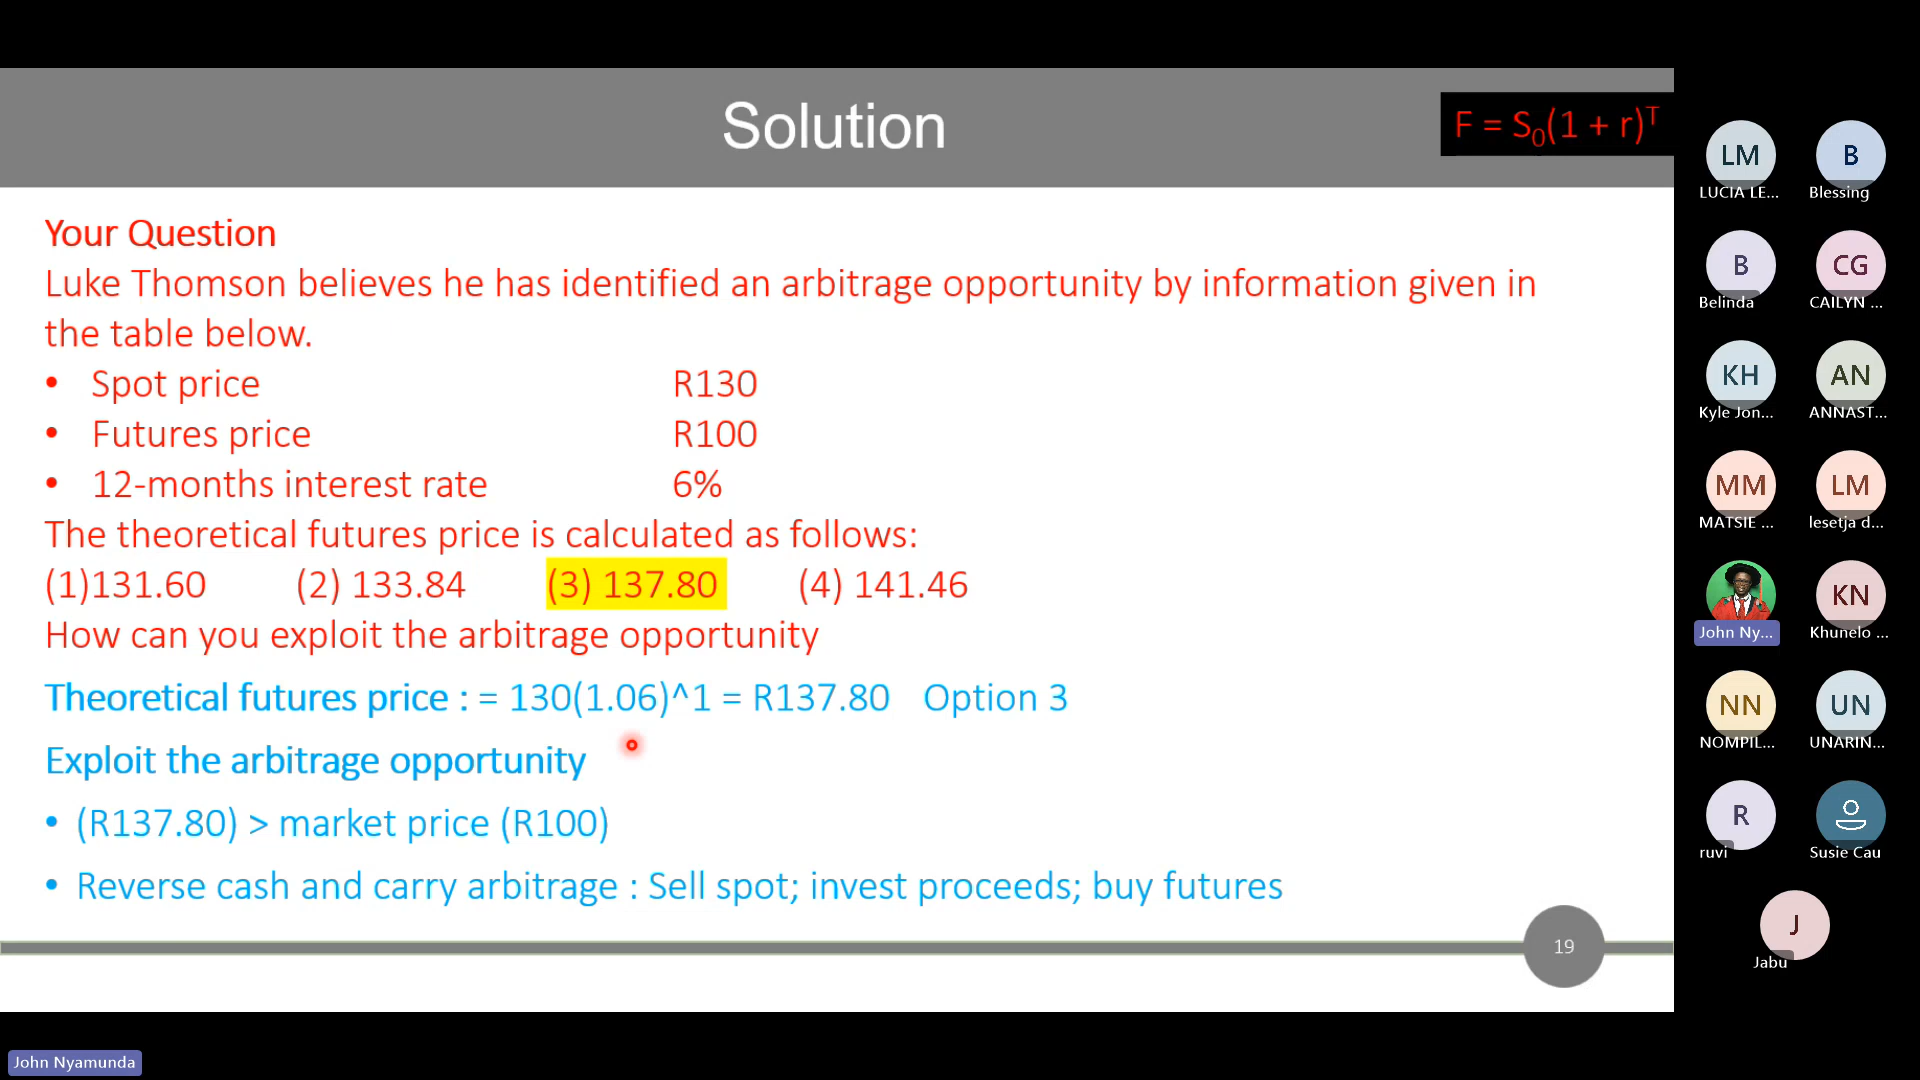 Solution
F = S₀(1 + r)ᵀ
Your Question
Luke Thomson believes he has identified an arbitrage opportunity by information given in
the table below.
• Spot price R130
• Futures price R100
• 12-months interest rate 6%
The theoretical futures price is calculated as follows:
(1)131.60 (2) 133.84 (3) 137.80 (4) 141.46
How can you exploit the arbitrage opportunity
Theoretical futures price : = 130(1.06)^1 = R137.80 Option 3
Exploit the arbitrage opportunity
• (R137.80) > market price (R100)
• Reverse cash and carry arbitrage : Sell spot; invest proceeds; buy futures
19
LM B
LUCIA LE... Blessing
B CG
Belinda CAILYN ...
KH AN
Kyle Jon... ANNAST...
MM LM
MATSIE ... lesetja d...
KN
John Ny... Khunelo ...
NN UN
NOMPIL... UNARIN...
R
ruvi Susie Cau
J
Jabu
John Nyamunda